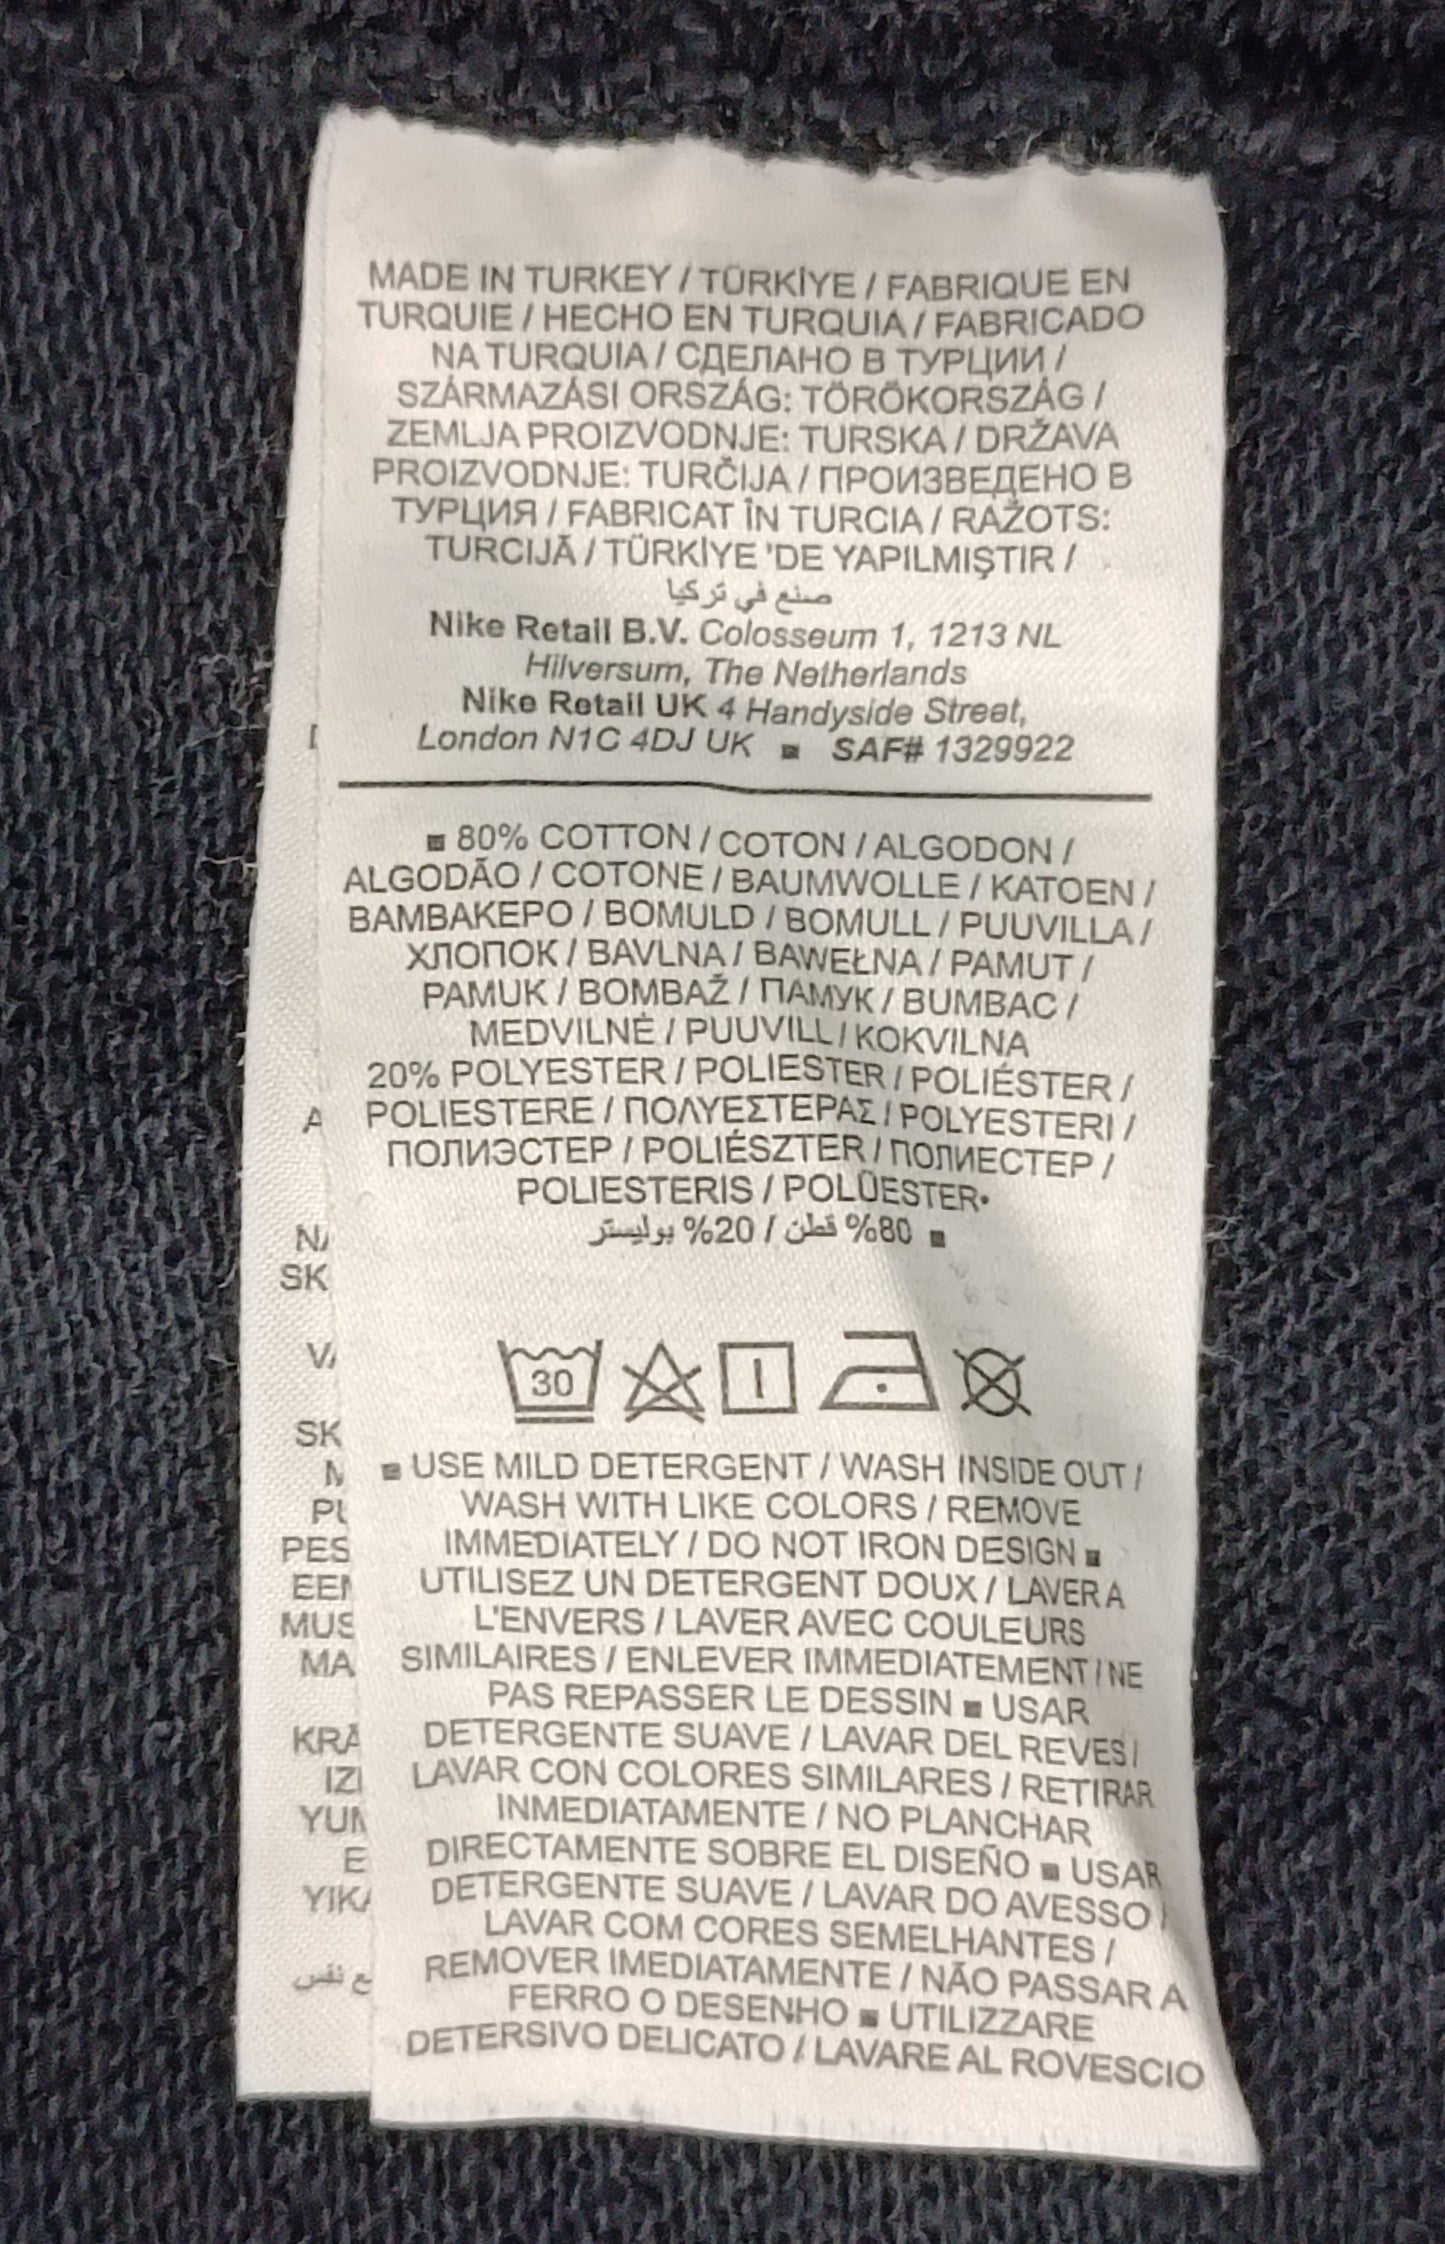 MADE IN TURKEY / TÜRKİYE / FABRIQUE EN
TURQUIE / HECHO EN TURQUIA / FABRICADO
NA TURQUIA / СДЕЛАНО В ТУРЦИИ /
SZÁRMAZÁSI ORSZÁG: TÖRÖKORSZÁG /
ZEMLJA PROIZVODNJE: TURSKA / DRŽAVA
PROIZVODNJE: TURČIJA / ПРОИЗВЕДЕНО В
ТУРЦИЯ / FABRICAT ÎN TURCIA / RAŽOTS:
TURCIJĀ / TÜRKİYE 'DE YAPILMIŞTIR /
صنع في تركيا
Nike Retail B.V. Colosseum 1, 1213 NL
Hilversum, The Netherlands
Nike Retail UK 4 Handyside Street,
London N1C 4DJ UK ■ SAF# 1329922
■ 80% COTTON / COTON / ALGODON /
ALGODÃO / COTONE / BAUMWOLLE / KATOEN /
ΒΑΜΒΑΚΕΡΟ / BOMULD / BOMULL / PUUVILLA /
ХЛОПОК / BAVLNA / BAWEŁNA / PAMUT /
PAMUK / BOMBAŽ / ПАМУК / BUMBAC /
MEDVILNĖ / PUUVILL / KOKVILNA
20% POLYESTER / POLIESTER / POLIÉSTER /
POLIESTERE / ΠΟΛΥΕΣΤΕΡΑΣ / POLYESTERI /
ПОЛИЭСТЕР / POLIÉSZTER / ПОЛИЕСТЕР /
POLIESTERIS / POLÜESTER•
80% قطن / 20% بوليستر ■
30
■ USE MILD DETERGENT / WASH INSIDE OUT /
WASH WITH LIKE COLORS / REMOVE
IMMEDIATELY / DO NOT IRON DESIGN ■
UTILISEZ UN DETERGENT DOUX / LAVER A
L'ENVERS / LAVER AVEC COULEURS
SIMILAIRES / ENLEVER IMMEDIATEMENT / NE
PAS REPASSER LE DESSIN ■ USAR
DETERGENTE SUAVE / LAVAR DEL REVES /
LAVAR CON COLORES SIMILARES / RETIRAR
INMEDIATAMENTE / NO PLANCHAR
DIRECTAMENTE SOBRE EL DISEÑO ■ USAR
DETERGENTE SUAVE / LAVAR DO AVESSO /
LAVAR COM CORES SEMELHANTES /
REMOVER IMEDIATAMENTE / NÃO PASSAR A
FERRO O DESENHO ■ UTILIZZARE
DETERSIVO DELICATO / LAVARE AL ROVESCIO